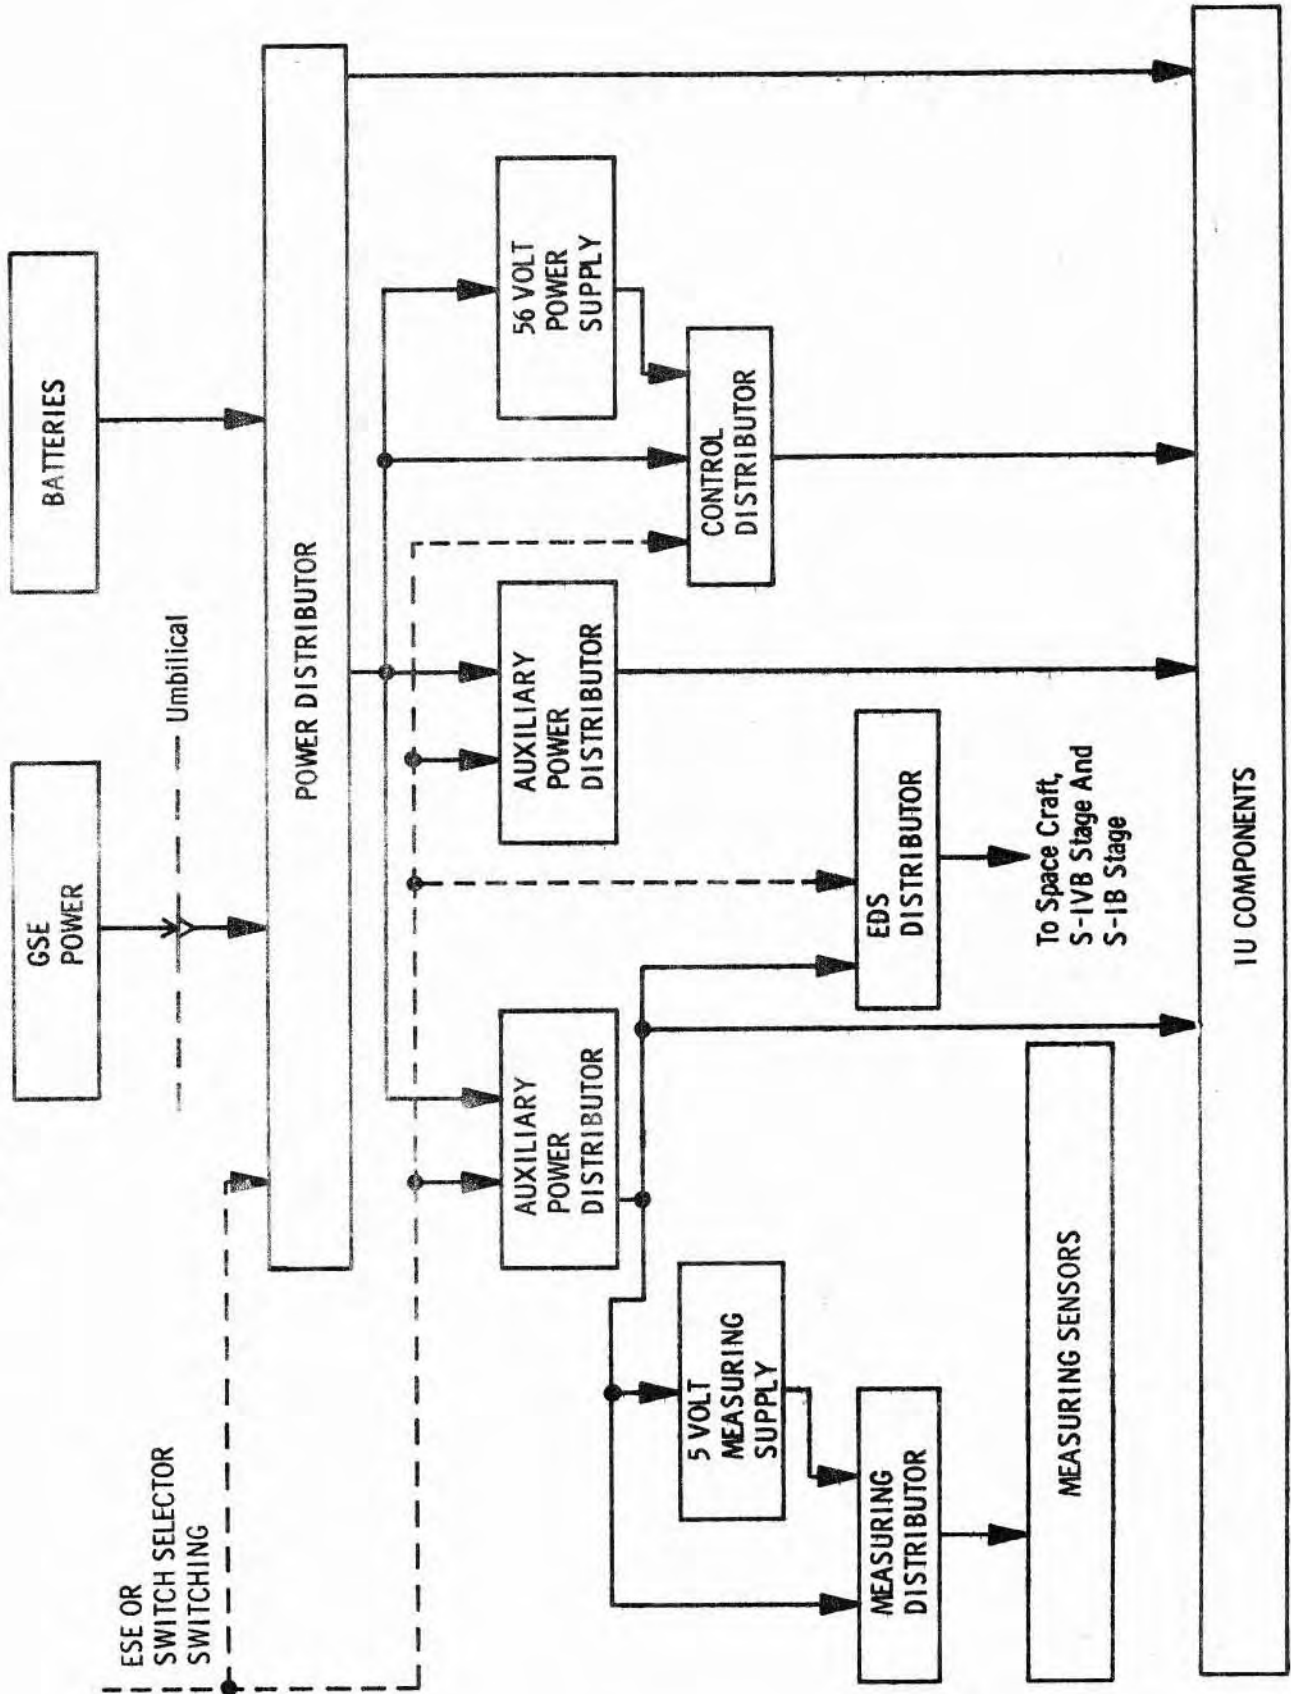 ESE OR
SWITCH SELECTOR
SWITCHING
GSE
POWER
Umbilical
BATTERIES
POWER DISTRIBUTOR
AUXILIARY
POWER
DISTRIBUTOR
AUXILIARY
POWER
DISTRIBUTOR
56 VOLT
POWER
SUPPLY
5 VOLT
MEASURING
SUPPLY
CONTROL
DISTRIBUTOR
MEASURING
DISTRIBUTOR
EDS
DISTRIBUTOR
To Space Craft,
S-IVB Stage And
S-IB Stage
MEASURING SENSORS
IU COMPONENTS